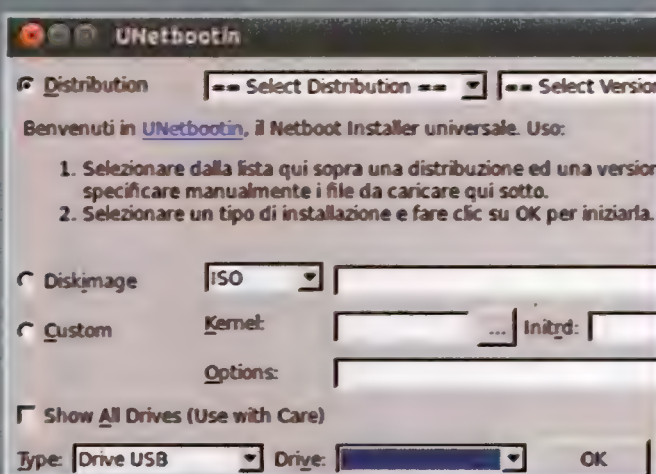 UNetbootin
Distribution == Select Distribution == == Select Version
Benvenuti in UNetbootin, il Netboot Installer universale. Uso:
1. Selezionare dalla lista qui sopra una distribuzione ed una version
specificare manualmente i file da caricare qui sotto.
2. Selezionare un tipo di installazione e fare clic su OK per iniziarla.
Diskimage ISO
Custom Kernel: ... Initrd:
Options:
Show All Drives (Use with Care)
Type: Drive USB Drive: OK